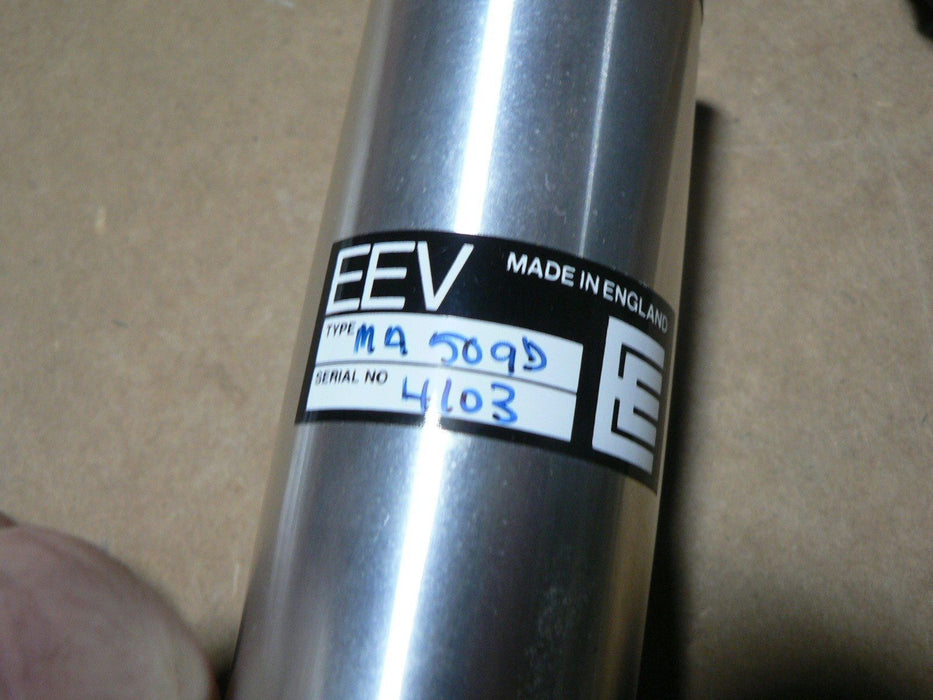 EEV MADE IN ENGLAND
TYPE MA 509D
SERIAL NO 4103